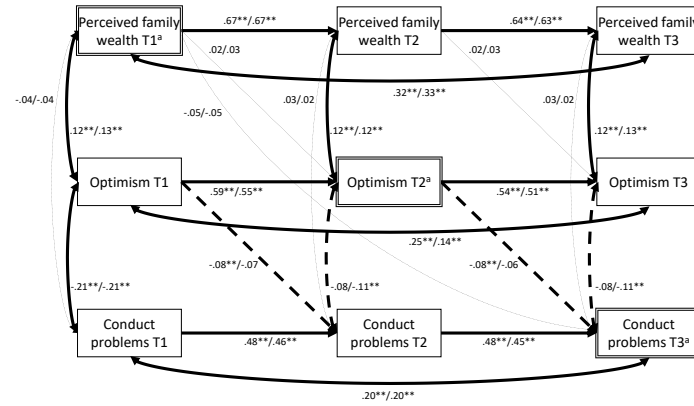 Perceived family
wealth T1ᵃ
.67**/.67**
Perceived family
wealth T2
.64**/.63**
Perceived family
wealth T3
.02/.03
.02/.03
-.04/-.04
-.05/-.05
.03/.02
.32**/.33**
.03/.02
.12**/.13**
.12**/.12**
.12**/.13**
Optimism T1
Optimism T2ᵃ
Optimism T3
.59**/.55**
.54**/.51**
.25**/.14**
-.08**/-.07
-.08**/-.06
-.21**/-.21**
-.08/-.11**
-.08/-.11**
Conduct
problems T1
Conduct
problems T2
Conduct
problems T3ᵃ
.48**/.46**
.48**/.45**
.20**/.20**